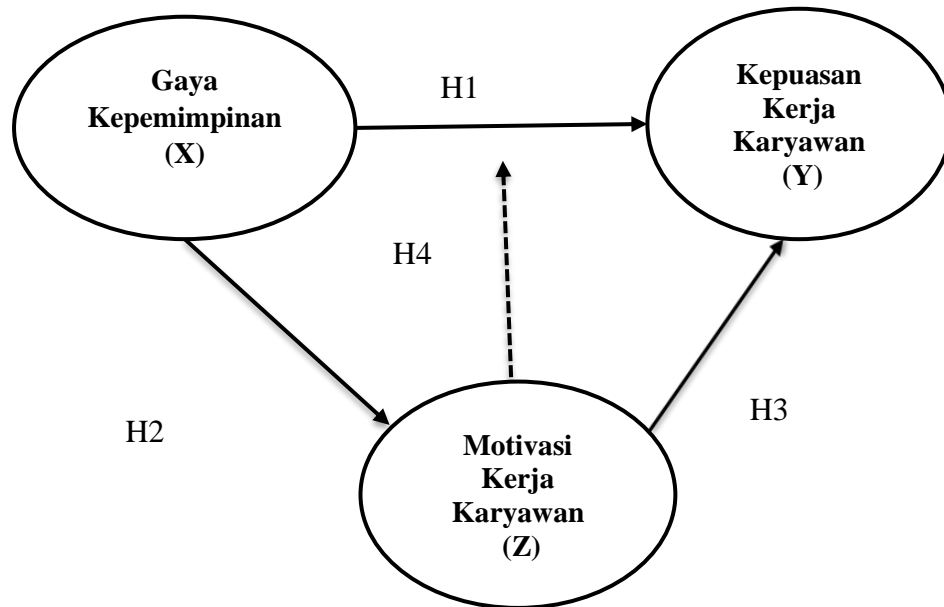 Gaya
Kepemimpinan
(X)
H1
Kepuasan
Kerja
Karyawan
(Y)
H4
H2
H3
Motivasi
Kerja
Karyawan
(Z)